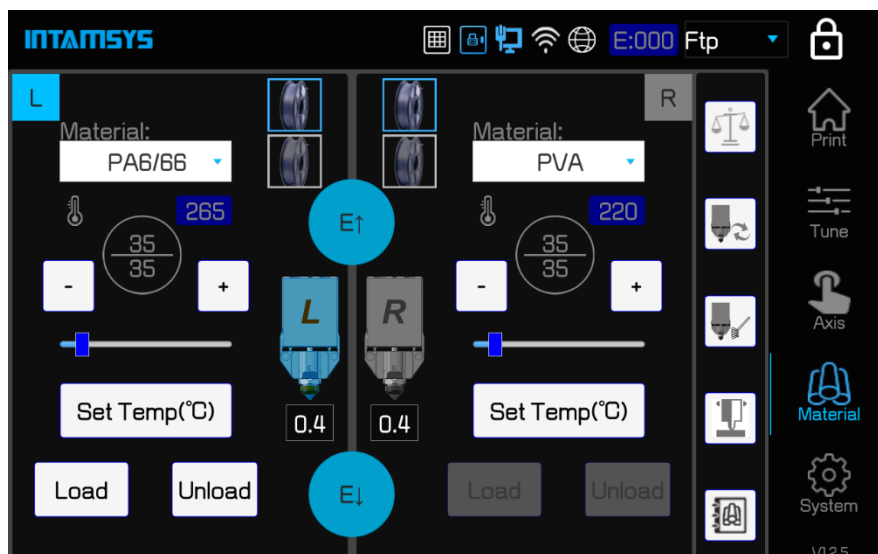 INTAMSYS
E:000 Ftp
L
R
Material:
Material:
PA6/66
PVA
265
220
E↑
35
35
35
35
- +
- +
L R
Set Temp(℃)
Set Temp(℃)
0.4 0.4
Load Unload
Load Unload
E↓
Print
Tune
Axis
Material
System
V1.2.5